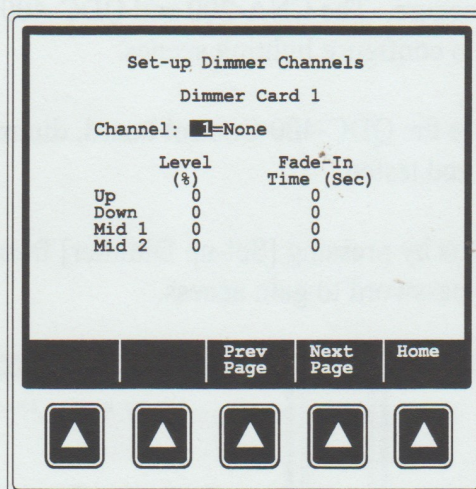 Set-up Dimmer Channels
Dimmer Card 1
Channel: 1=None
Level Fade-In
(%) Time (Sec)
Up 0 0
Down 0 0
Mid 1 0 0
Mid 2 0 0
Prev Page Next Page Home